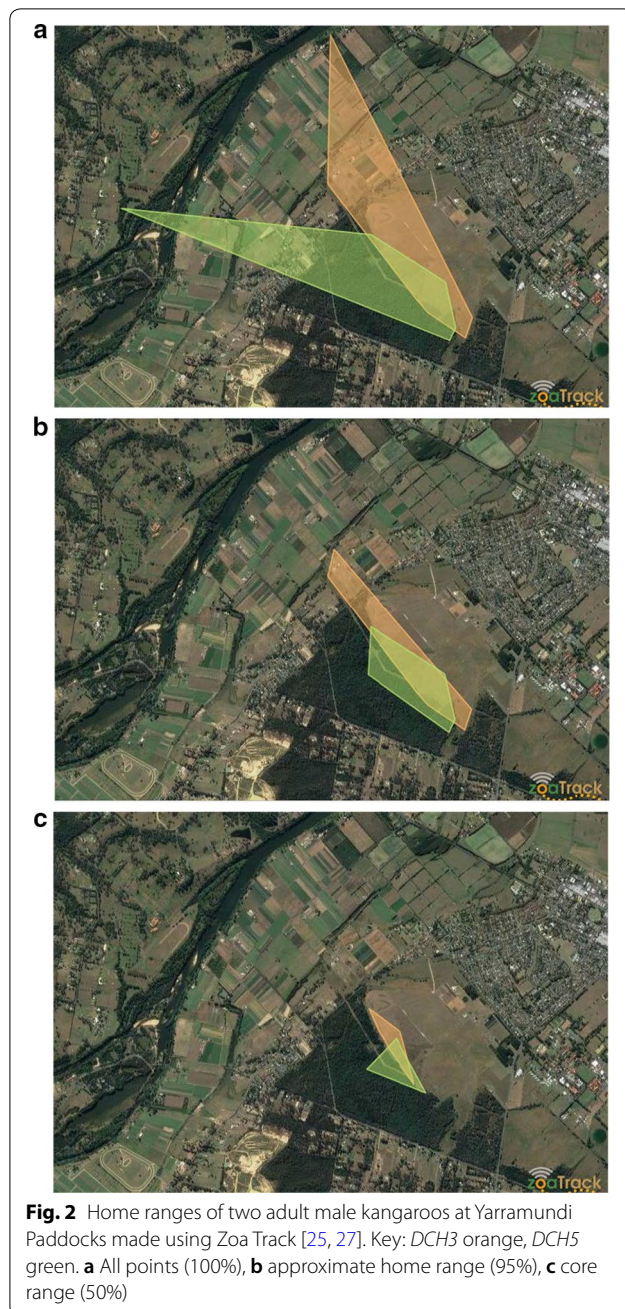 a
zoaTrack
b
zoaTrack
c
zoaTrack
Fig. 2 Home ranges of two adult male kangaroos at Yarramundi
Paddocks made using Zoa Track [25, 27]. Key: DCH3 orange, DCH5
green. a All points (100%), b approximate home range (95%), c core
range (50%)